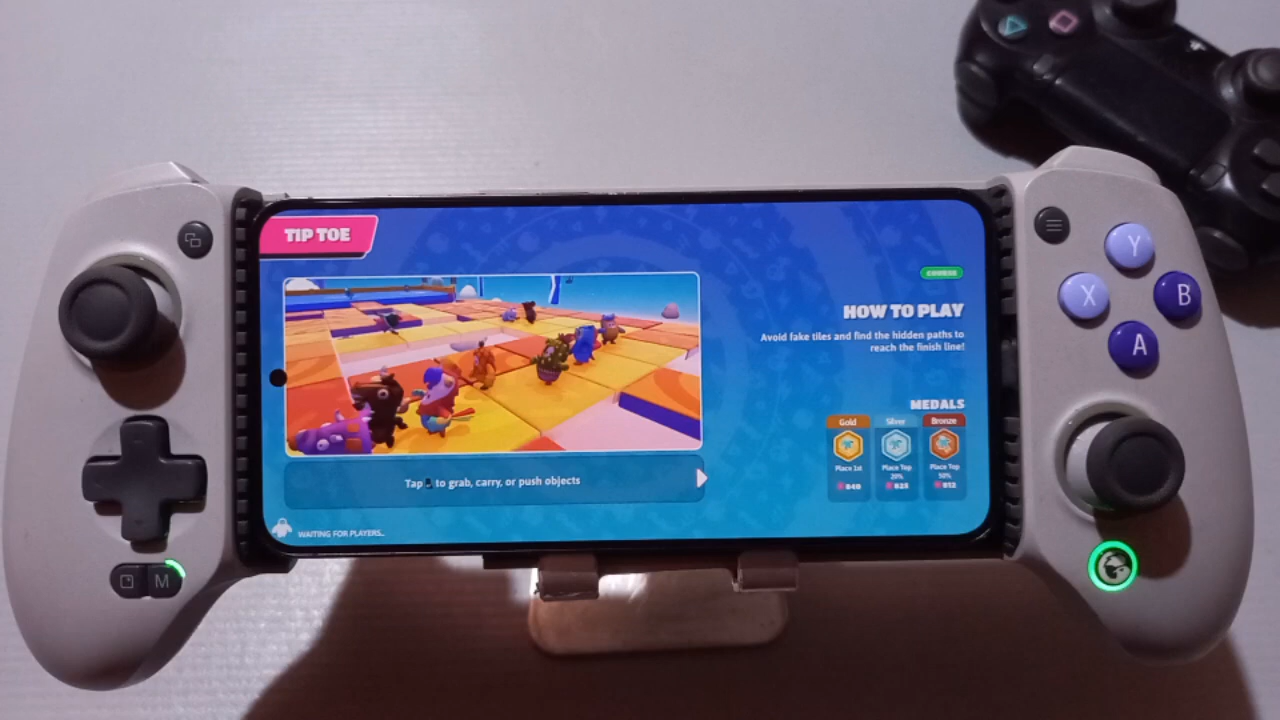 TIP TOE
HOW TO PLAY
Avoid fake tiles and find the hidden paths to
reach the finish line!
MEDALS
Gold
Place 1st
Silver
Place Top
20%
Bronze
Place Top
50%
Tap to grab, carry, or push objects
WAITING FOR PLAYERS...
M
Y
X
B
A